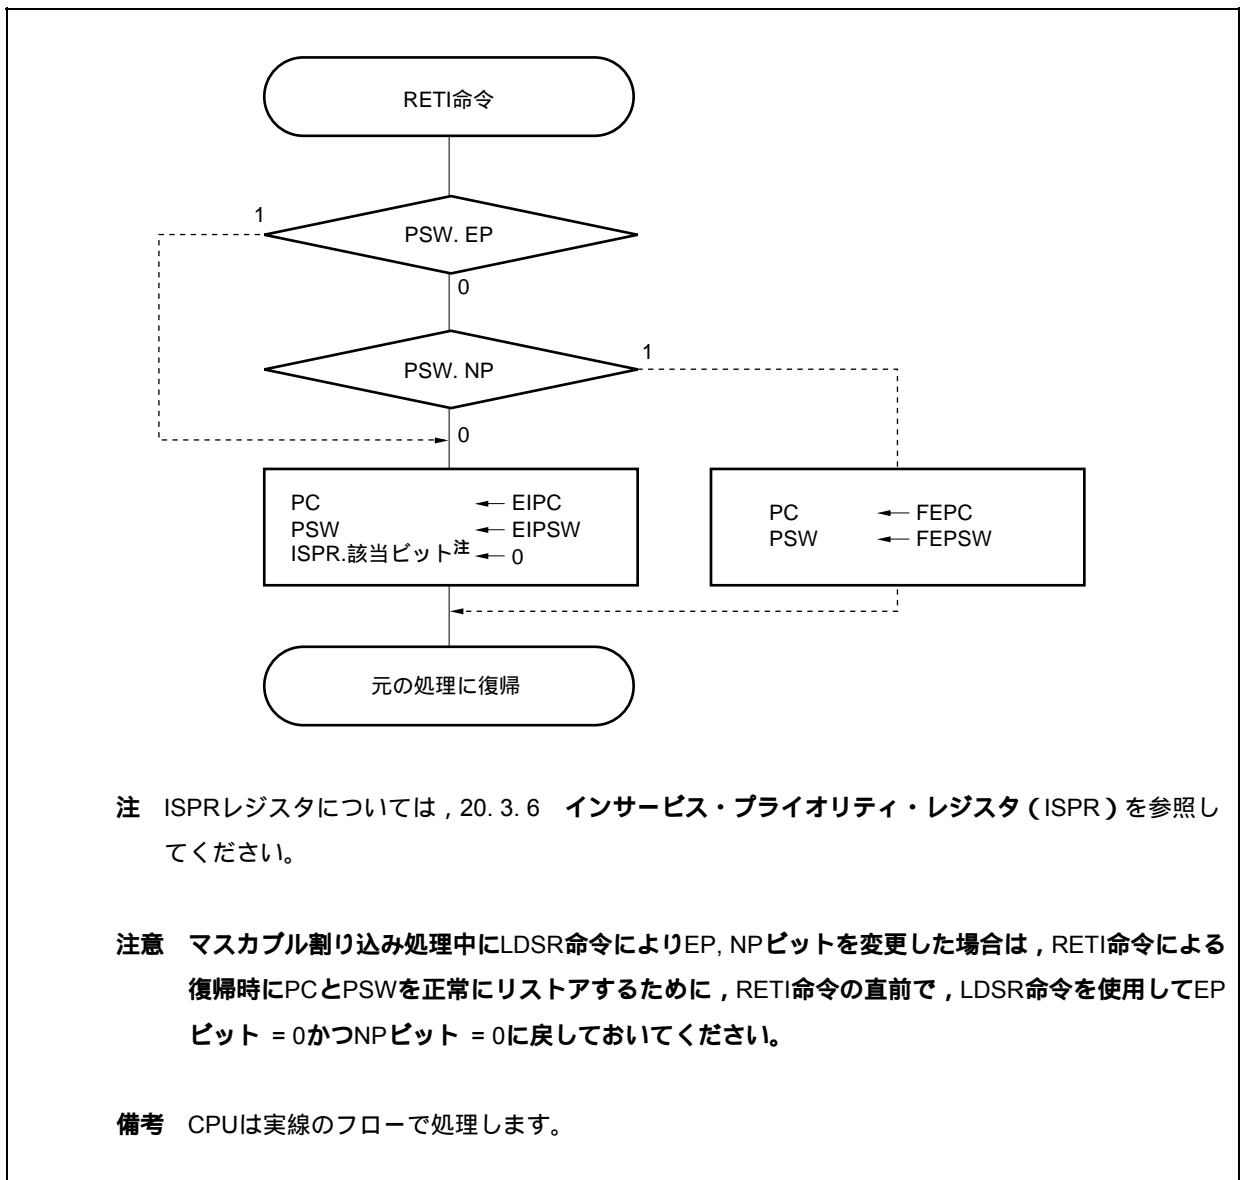 RETI命令
1
PSW. EP
0
PSW. NP
1
0
PC ← EIPC
PSW ← EIPSW
ISPR.該当ビット注 ← 0
PC ← FEPC
PSW ← FEPSW
元の処理に復帰
注 ISPRレジスタについては，20. 3. 6 インサービス・プライオリティ・レジスタ（ISPR）を参照し
てください。
注意 マスカブル割り込み処理中にLDSR命令によりEP, NPビットを変更した場合は，RETI命令による
復帰時にPCとPSWを正常にリストアするために，RETI命令の直前で，LDSR命令を使用してEP
ビット = 0かつNPビット = 0に戻しておいてください。
備考 CPUは実線のフローで処理します。